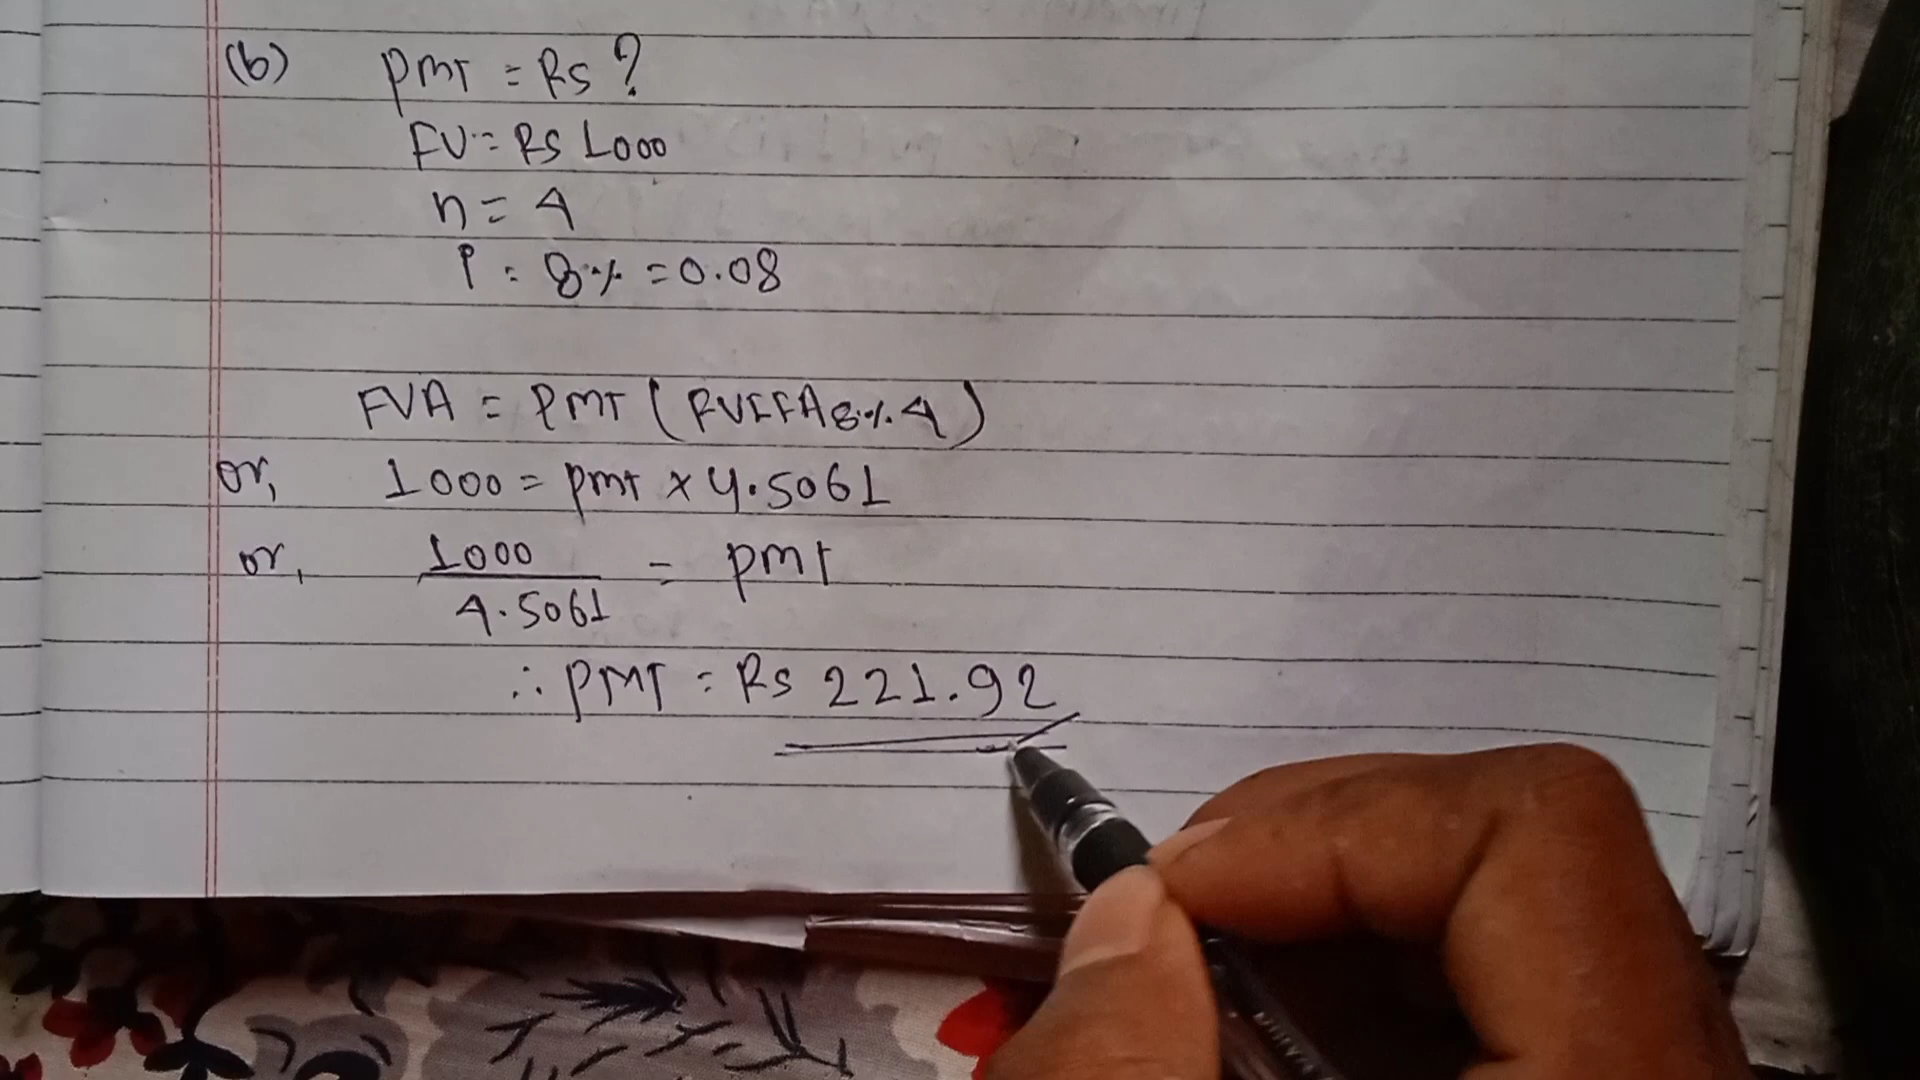 (b) PMT = Rs ?
FV = Rs 1000
n = 4
i = 8% = 0.08
FVA = PMT (FVIFA8%.4)
or, 1000 = pmt × 4.5061
or, 1000/4.5061 = pmt
∴ PMT = Rs 221.92